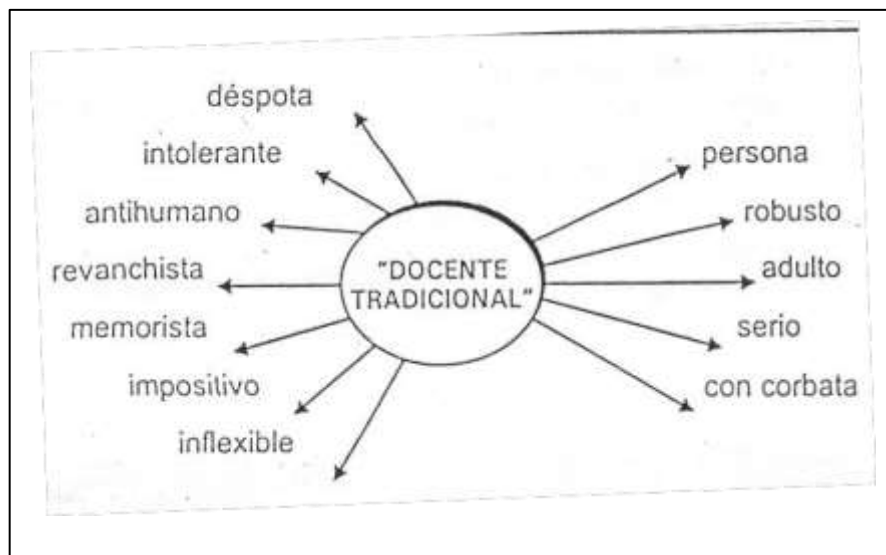 déspota
intolerante
antihumano
revanchista
memorista
impositivo
inflexible
"DOCENTE
TRADICIONAL"
persona
robusto
adulto
serio
con corbata